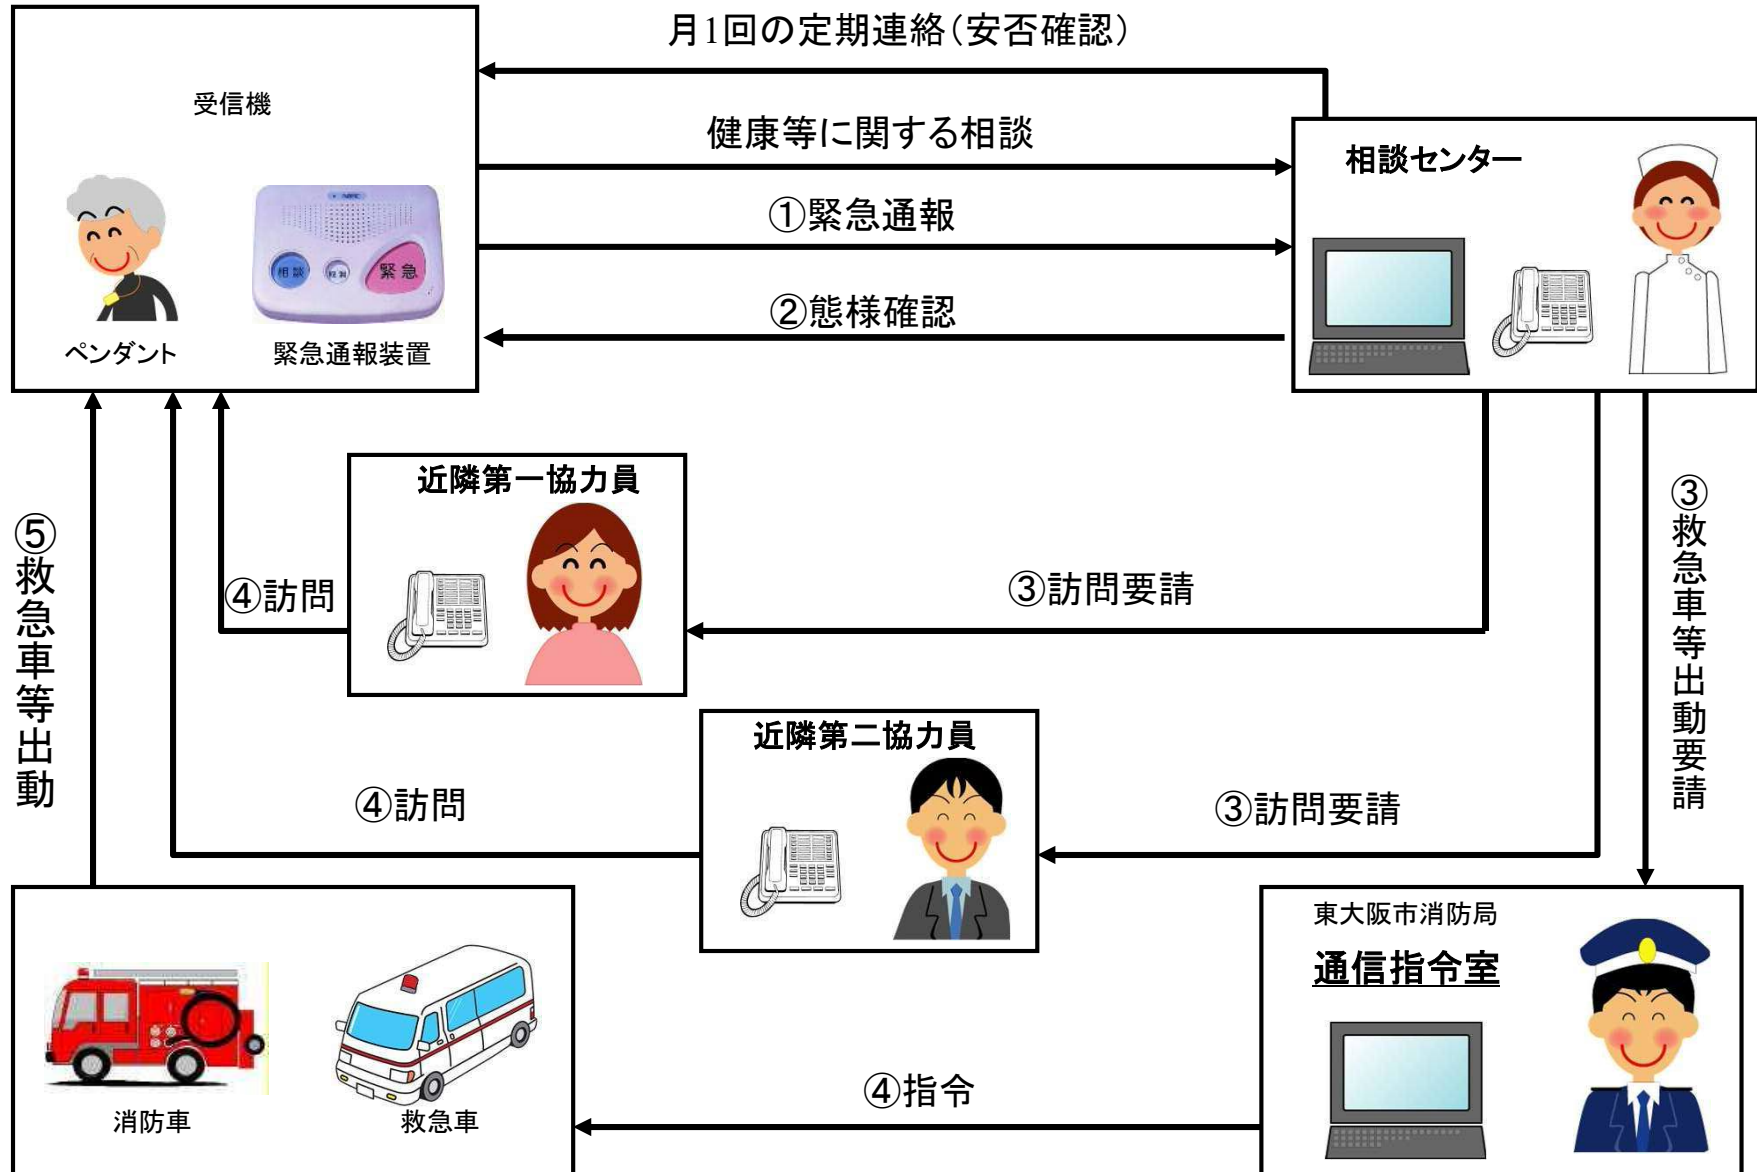 月1回の定期連絡（安否確認）
受信機
健康等に関する相談
相談センター
①緊急通報
相談
緊急
②態様確認
ペンダント
緊急通報装置
近隣第一協力員
③救急車等出動要請
⑤救急車等出動
④訪問
③訪問要請
近隣第二協力員
④訪問
③訪問要請
東大阪市消防局
通信指令室
④指令
消防車
救急車